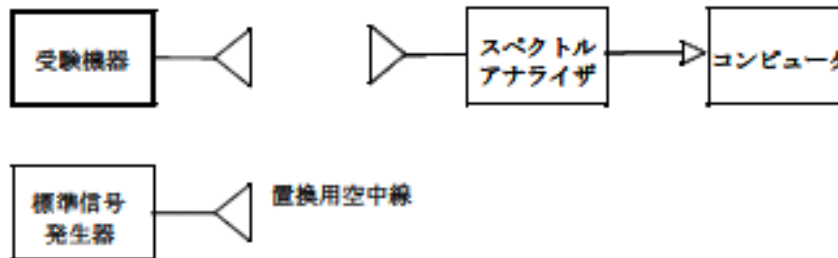 受験機器
スペクトル
アナライザ
コンピュータ
標準信号
発生器
置換用空中線